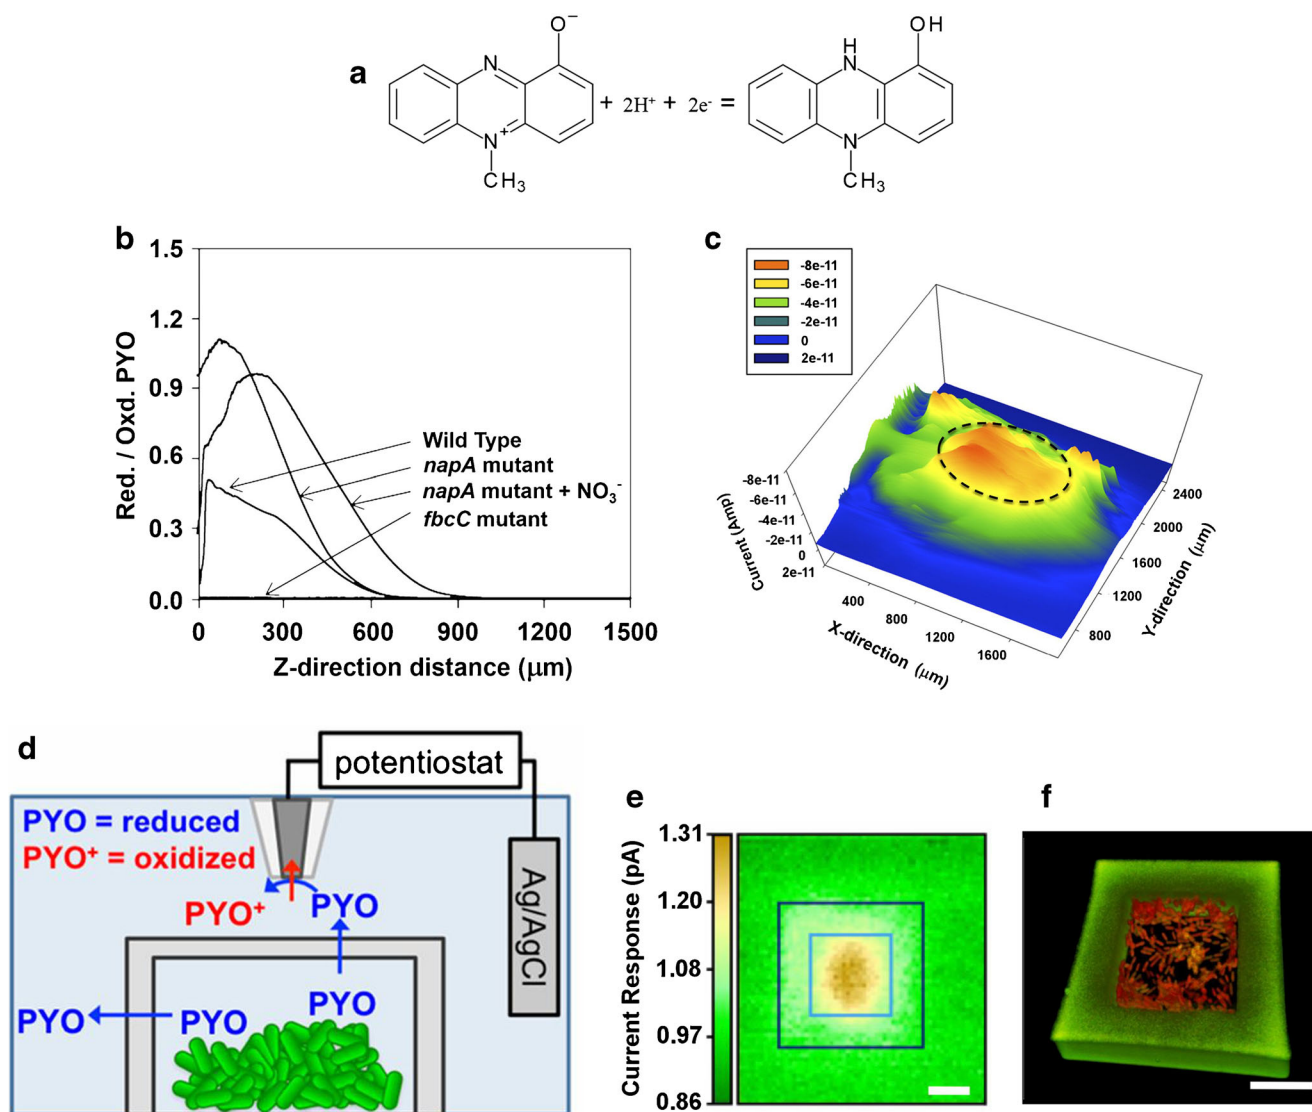 a
O⁻
N
N⁺
CH₃
+ 2H⁺ + 2e⁻ =
OH
H
N
N
CH₃
b
1.5
1.2
0.9
0.6
0.3
0.0
Red. / Oxd. PYO
Wild Type
napA mutant
napA mutant + NO₃⁻
fbcC mutant
0 300 600 900 1200 1500
Z-direction distance (μm)
c
-8e-11
-6e-11
-4e-11
-2e-11
0
2e-11
-8e-11
-6e-11
-4e-11
-2e-11
0
2e-11
Current (Amp)
400
800
1200
1600
X-direction (μm)
2400
2000
1600
1200
800
Y-direction (μm)
d
potentiostat
PYO = reduced
PYO⁺ = oxidized
PYO⁺
PYO
Ag/AgCl
PYO
PYO
PYO
e
1.31
1.20
1.08
0.97
0.86
Current Response (pA)
f